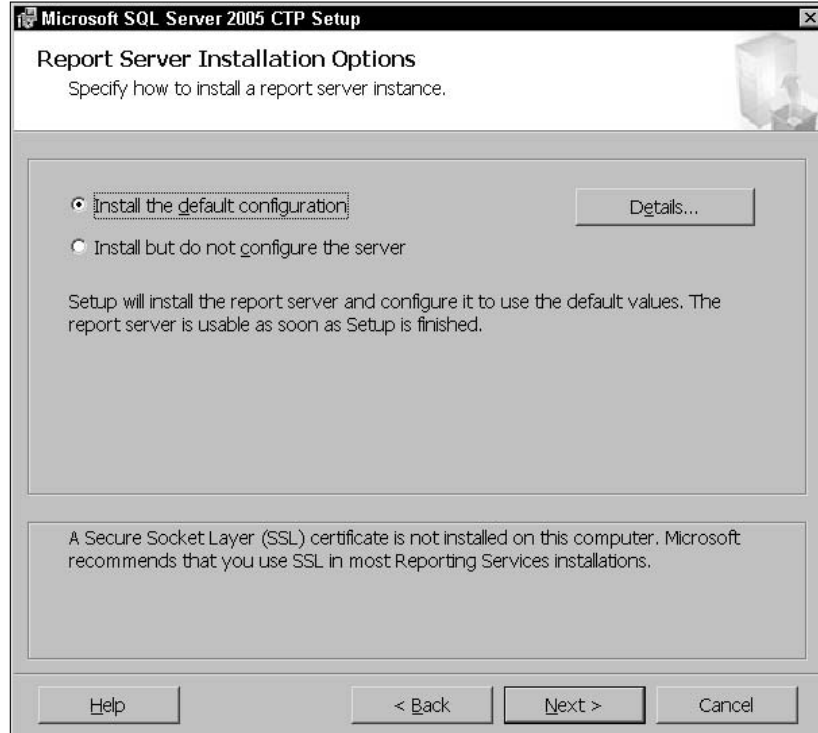 Microsoft SQL Server 2005 CTP Setup
Report Server Installation Options
Specify how to install a report server instance.
Install the default configuration
Details...
Install but do not configure the server
Setup will install the report server and configure it to use the default values. The
report server is usable as soon as Setup is finished.
A Secure Socket Layer (SSL) certificate is not installed on this computer. Microsoft
recommends that you use SSL in most Reporting Services installations.
Help
< Back
Next >
Cancel